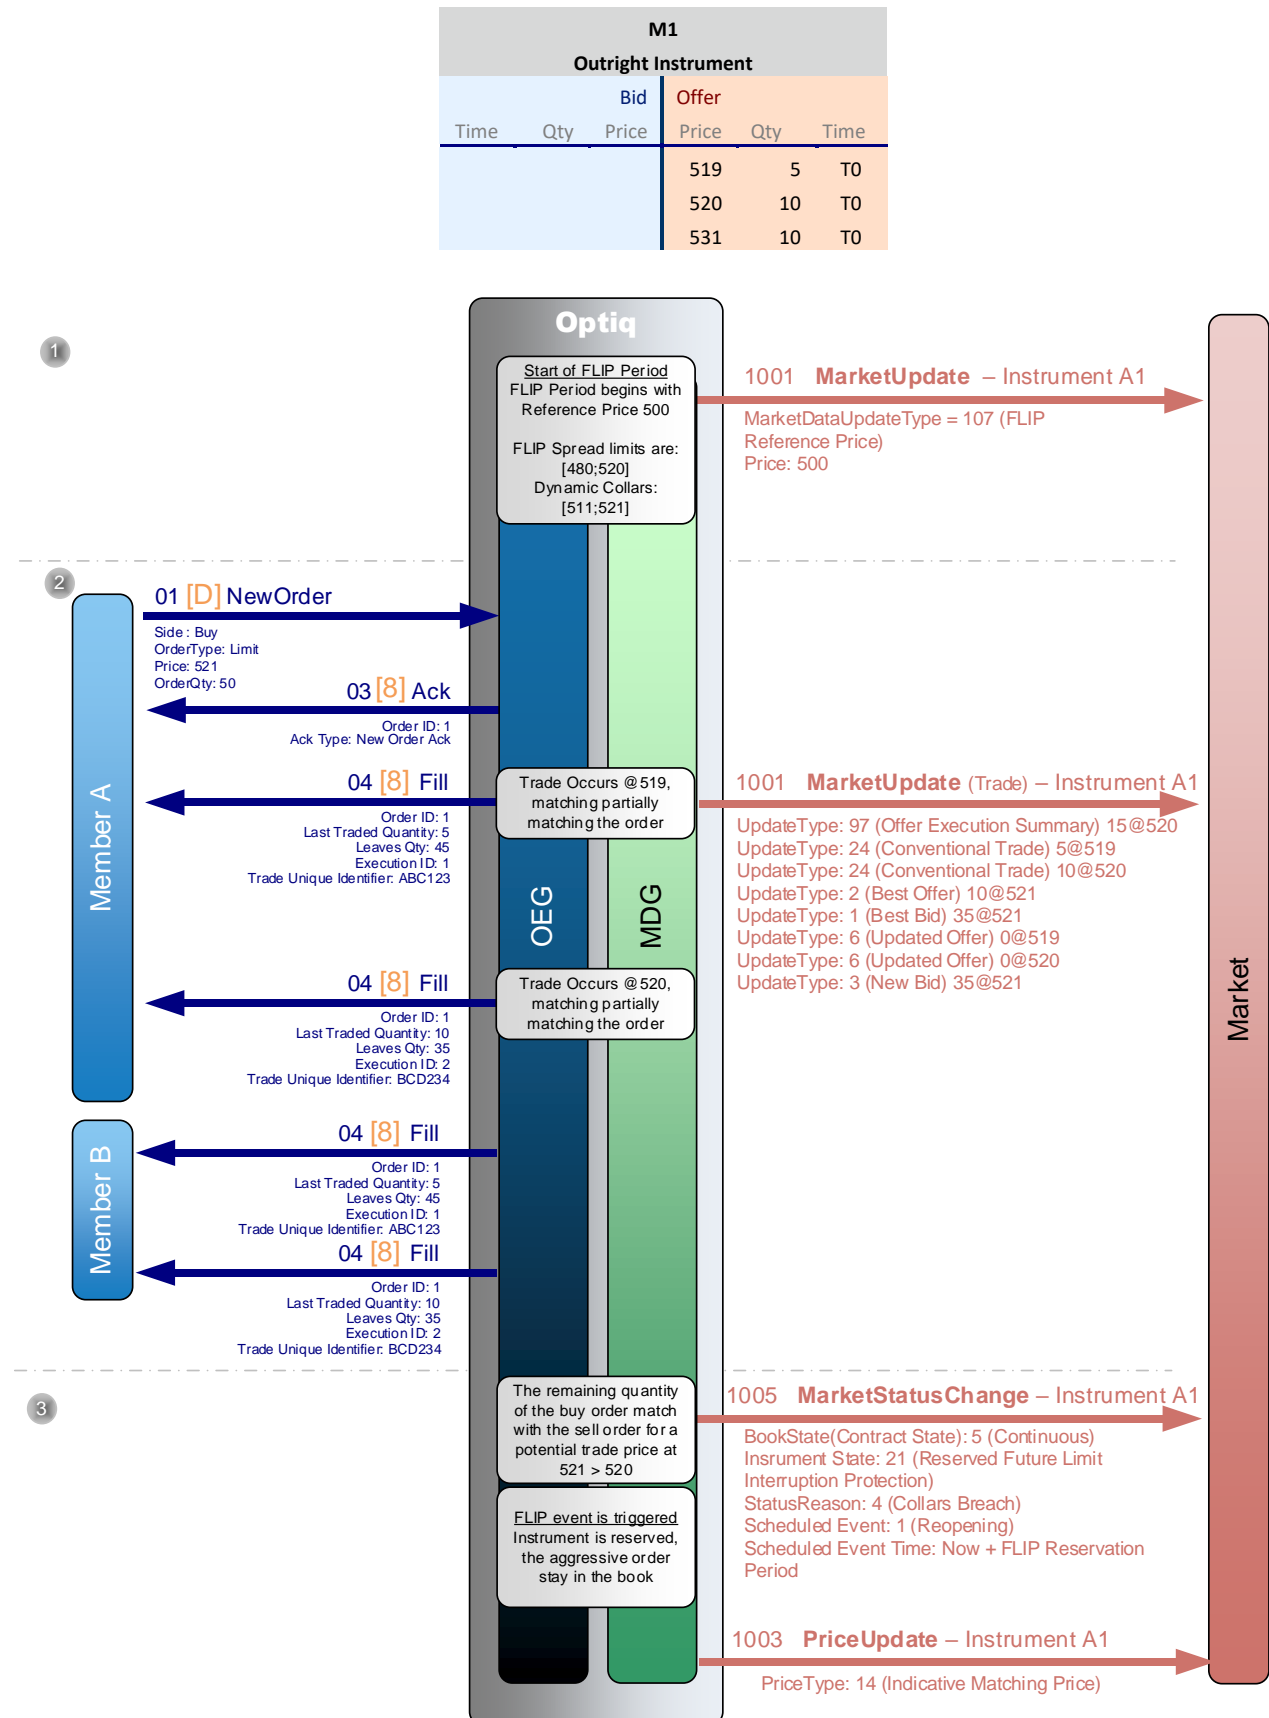 M1
Outright Instrument
Bid Offer
Time Qty Price Price Qty Time
519 5 T0
520 10 T0
531 10 T0
Optiq
1
Start of FLIP Period
FLIP Period begins with
Reference Price 500
FLIP Spread limits are:
[480;520]
Dynamic Collars:
[511;521]
1001 MarketUpdate – Instrument A1
MarketDataUpdateType = 107 (FLIP
Reference Price)
Price: 500
2
01 [D] NewOrder
Side : Buy
OrderType: Limit
Price: 521
OrderQty: 50
03 [8] Ack
Order ID: 1
Ack Type: New Order Ack
04 [8] Fill
Order ID: 1
Last Traded Quantity: 5
Leaves Qty: 45
Execution ID: 1
Trade Unique Identifier: ABC123
Trade Occurs @519,
matching partially
matching the order
1001 MarketUpdate (Trade) – Instrument A1
UpdateType: 97 (Offer Execution Summary) 15@520
UpdateType: 24 (Conventional Trade) 5@519
UpdateType: 24 (Conventional Trade) 10@520
UpdateType: 2 (Best Offer) 10@521
UpdateType: 1 (Best Bid) 35@521
UpdateType: 6 (Updated Offer) 0@519
UpdateType: 6 (Updated Offer) 0@520
UpdateType: 3 (New Bid) 35@521
Member A
OEG
MDG
Market
04 [8] Fill
Order ID: 1
Last Traded Quantity: 10
Leaves Qty: 35
Execution ID: 2
Trade Unique Identifier: BCD234
Trade Occurs @520,
matching partially
matching the order
Member B
04 [8] Fill
Order ID: 1
Last Traded Quantity: 5
Leaves Qty: 45
Execution ID: 1
Trade Unique Identifier: ABC123
04 [8] Fill
Order ID: 1
Last Traded Quantity: 10
Leaves Qty: 35
Execution ID: 2
Trade Unique Identifier: BCD234
3
The remaining quantity
of the buy order match
with the sell order for a
potential trade price at
521 > 520
FLIP event is triggered
Instrument is reserved,
the aggressive order
stay in the book
1005 MarketStatusChange – Instrument A1
BookState(Contract State): 5 (Continuous)
Insrument State: 21 (Reserved Future Limit
Interruption Protection)
StatusReason: 4 (Collars Breach)
Scheduled Event: 1 (Reopening)
Scheduled Event Time: Now + FLIP Reservation
Period
1003 PriceUpdate – Instrument A1
PriceType: 14 (Indicative Matching Price)